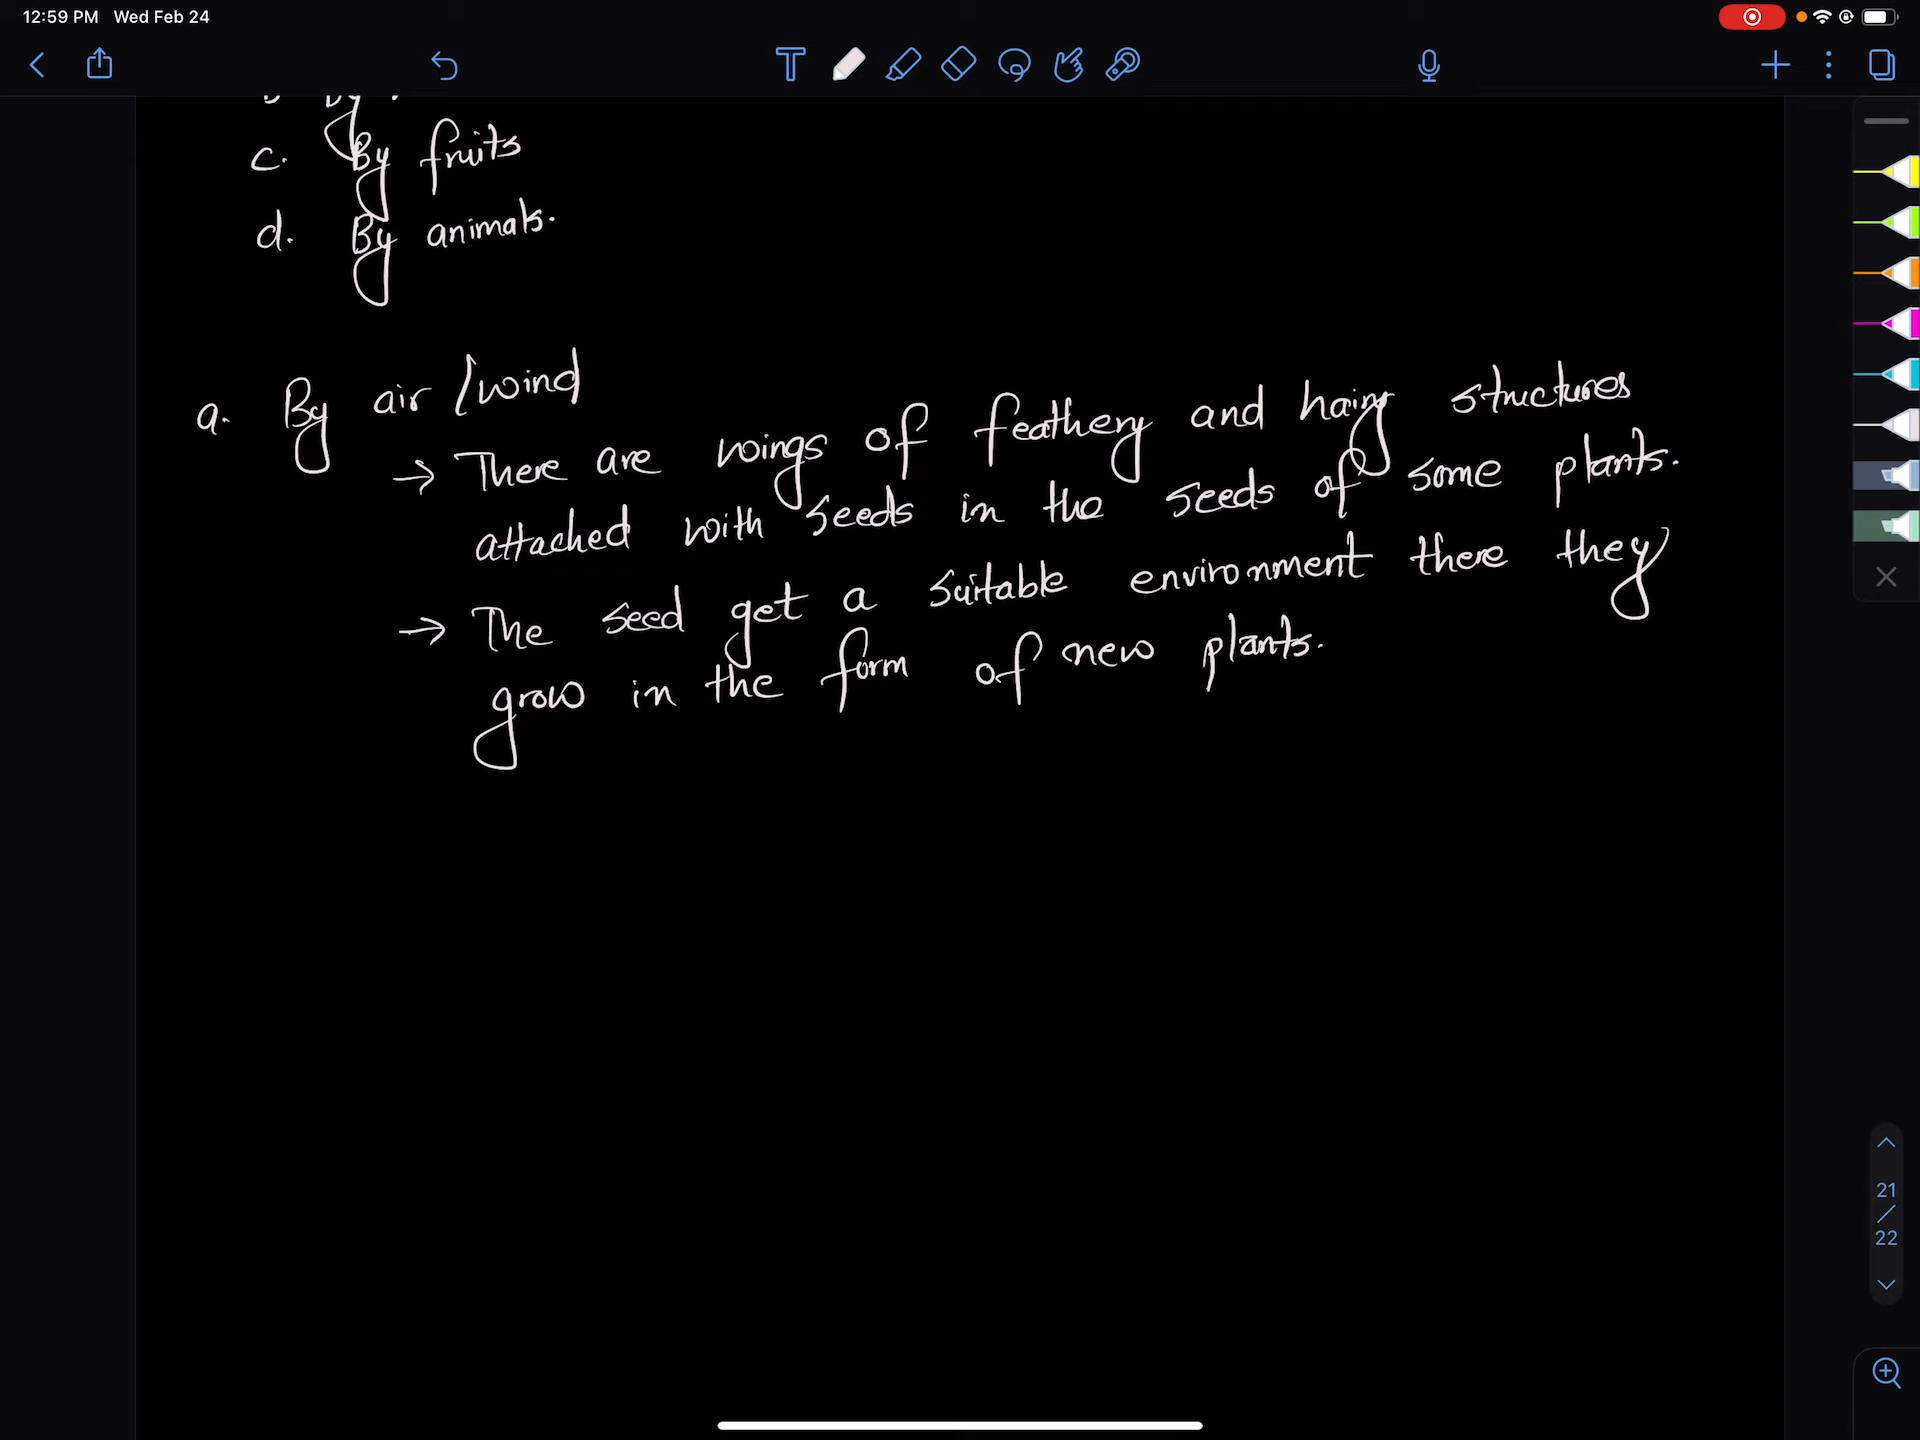 12:59 PM Wed Feb 24
c. By fruits
d. By animals.
a. By air / wind
→ There are wings of feathery and hairy structures
attached with seeds in the seeds of some plants.
→ The seed get a suitable environment there they
grow in the form of new plants.
21
/
22